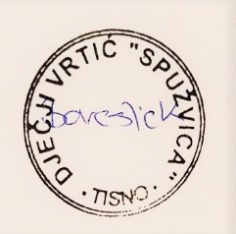 DJEČJI VRTIĆ "SPUŽVICA"
· TISNO ·